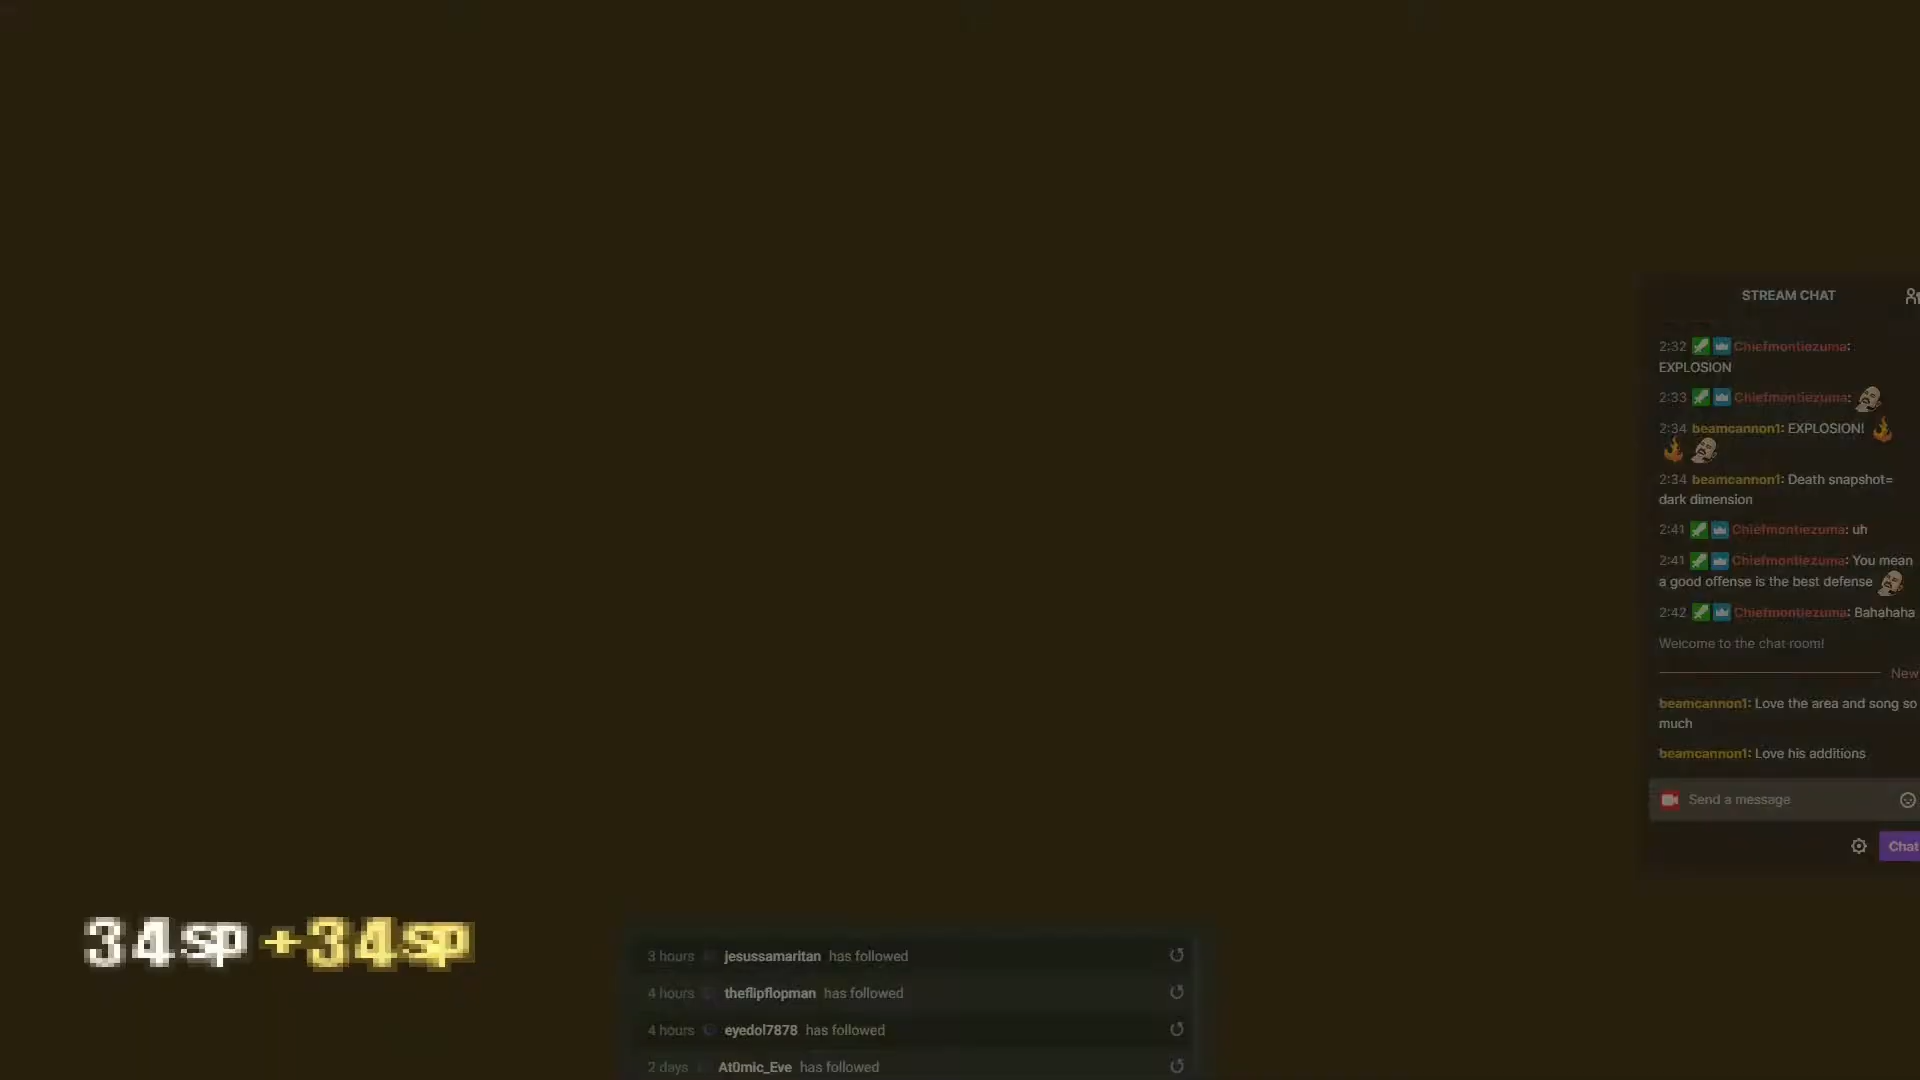 STREAM CHAT
2:32 Chiefmontiezuma:
EXPLOSION
2:33 Chiefmontiezuma:
2:34 beamcannon1: EXPLOSION!
2:34 beamcannon1: Death snapshot=
dark dimension
2:41 Chiefmontiezuma: uh
2:41 Chiefmontiezuma: You mean
a good offense is the best defense
2:42 Chiefmontiezuma: Bahahaha
Welcome to the chat room!
New
beamcannon1: Love the area and song so
much
beamcannon1: Love his additions
Send a message
Chat
34sp +34sp
3 hours jesussamaritan has followed
4 hours theflipflopman has followed
4 hours eyedol7878 has followed
2 days At0mic_Eve has followed